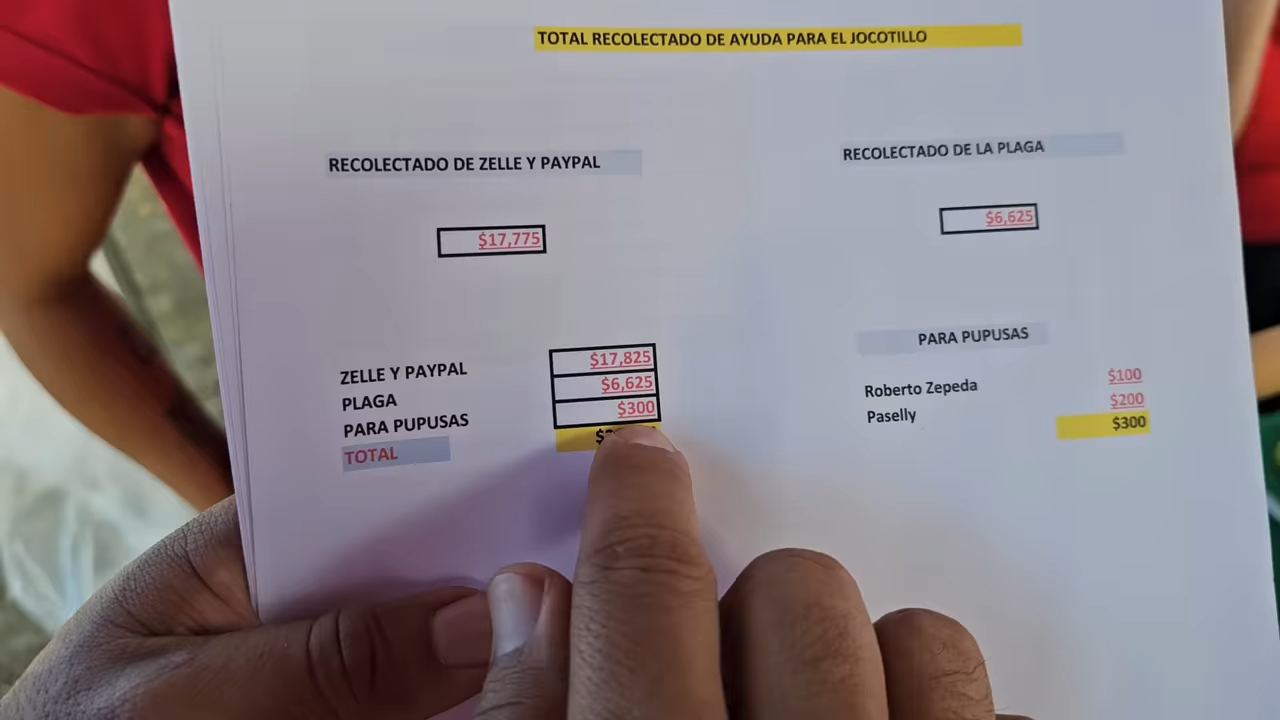 TOTAL RECOLECTADO DE AYUDA PARA EL JOCOTILLO
RECOLECTADO DE ZELLE Y PAYPAL
$17,775
RECOLECTADO DE LA PLAGA
$6,625
ZELLE Y PAYPAL $17,825
PLAGA $6,625
PARA PUPUSAS $300
TOTAL
PARA PUPUSAS
Roberto Zepeda $100
Paselly $200
$300